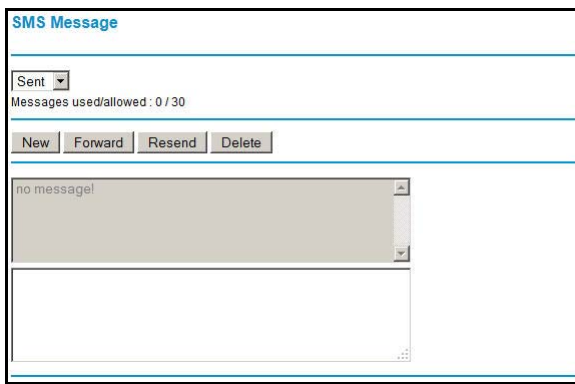 SMS Message
Sent
Messages used/allowed : 0 / 30
New Forward Resend Delete
no message!